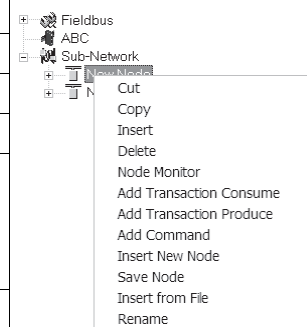 Fieldbus
ABC
Sub-Network
New Node
Cut
Copy
Insert
Delete
Node Monitor
Add Transaction Consume
Add Transaction Produce
Add Command
Insert New Node
Save Node
Insert from File
Rename